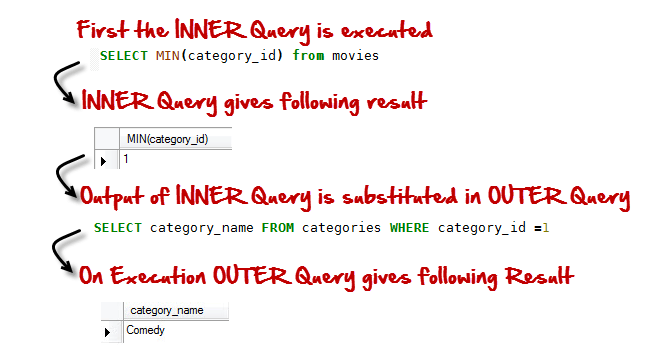 First the INNER Query is executed
SELECT MIN(category_id) from movies
INNER Query gives following result
MIN(category_id)
1
Output of INNER Query is substituted in OUTER Query
SELECT category_name FROM categories WHERE category_id =1
On Execution OUTER Query gives following Result
category_name
Comedy